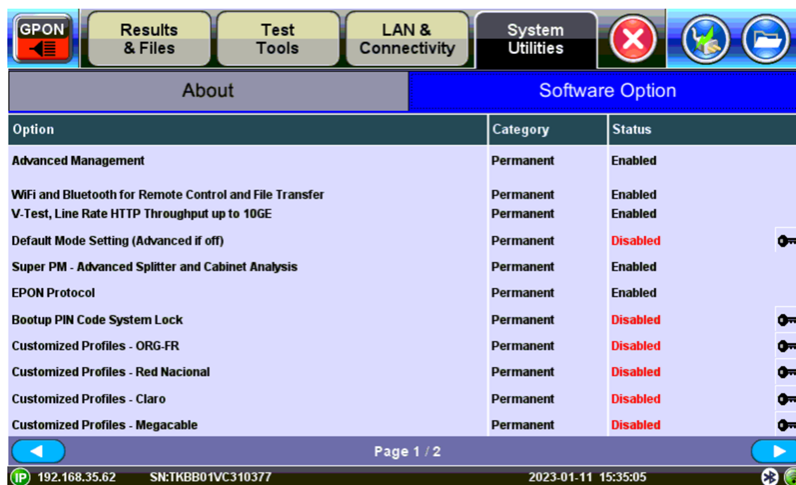 GPON
Results & Files
Test Tools
LAN & Connectivity
System Utilities
About
Software Option
Option Category Status
Advanced Management Permanent Enabled
WiFi and Bluetooth for Remote Control and File Transfer Permanent Enabled
V-Test, Line Rate HTTP Throughput up to 10GE Permanent Enabled
Default Mode Setting (Advanced if off) Permanent Disabled
Super PM - Advanced Splitter and Cabinet Analysis Permanent Enabled
EPON Protocol Permanent Enabled
Bootup PIN Code System Lock Permanent Disabled
Customized Profiles - ORG-FR Permanent Disabled
Customized Profiles - Red Nacional Permanent Disabled
Customized Profiles - Claro Permanent Disabled
Customized Profiles - Megacable Permanent Disabled
Page 1 / 2
IP 192.168.35.62 SN:TKBB01VC310377 2023-01-11 15:35:05